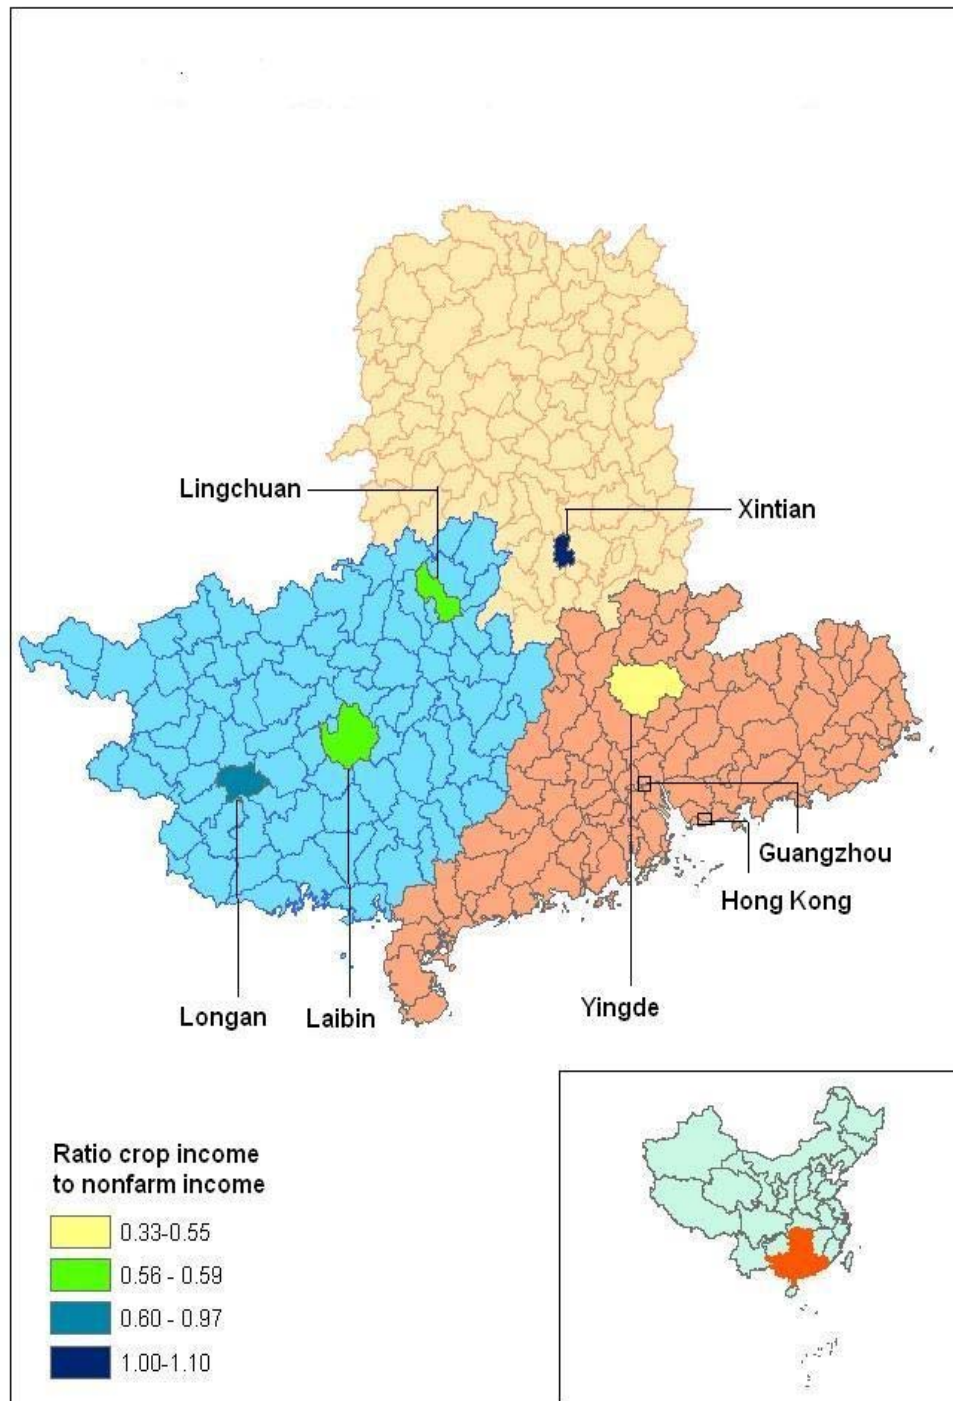 Lingchuan
Xintian
Guangzhou
Hong Kong
Yingde
Longan
Laibin
Ratio crop income
to nonfarm income
0.33-0.55
0.56 - 0.59
0.60 - 0.97
1.00-1.10